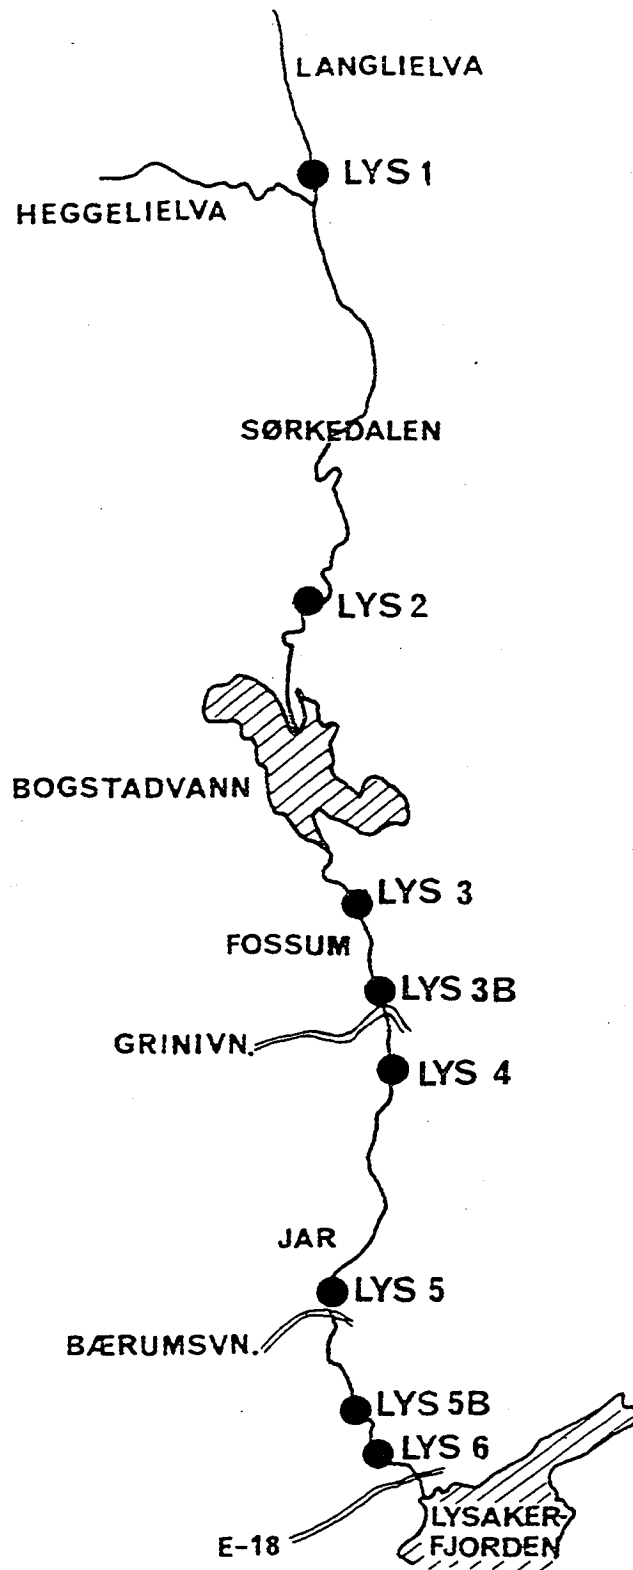 LANGLIELVA
LYS 1
HEGGELIELVA
SØRKEDALEN
LYS 2
BOGSTADVANN
LYS 3
FOSSUM
LYS 3B
GRINIVN.
LYS 4
JAR
LYS 5
BÆRUMSVN.
LYS 5B
LYS 6
LYSAKER-
FJORDEN
E-18